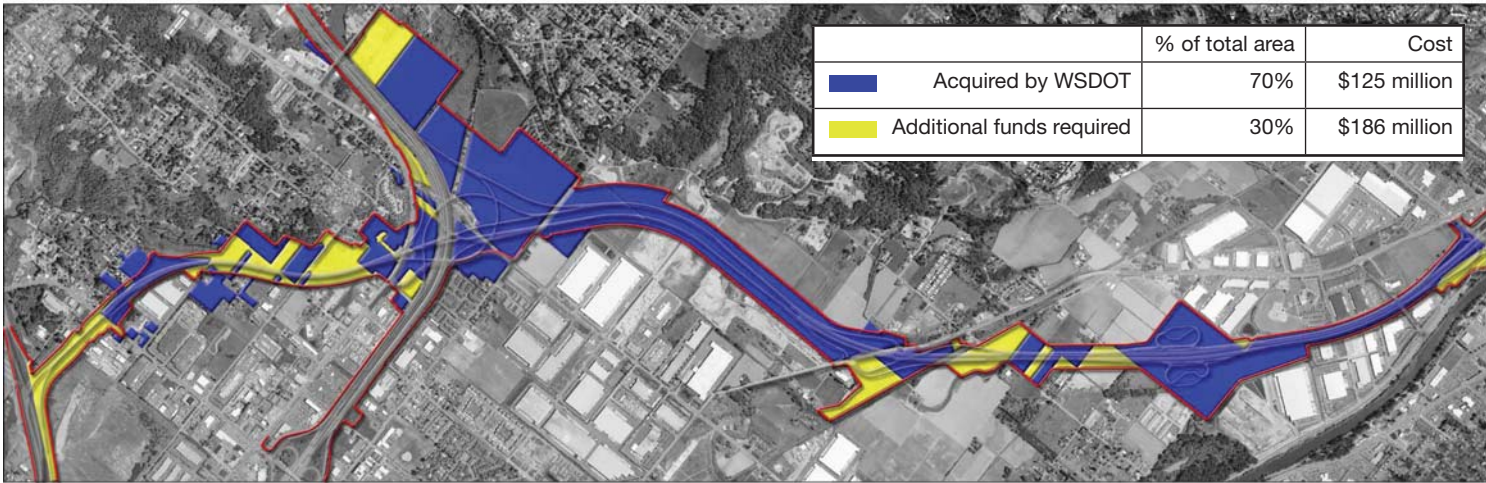 % of total area Cost
Acquired by WSDOT 70% $125 million
Additional funds required 30% $186 million